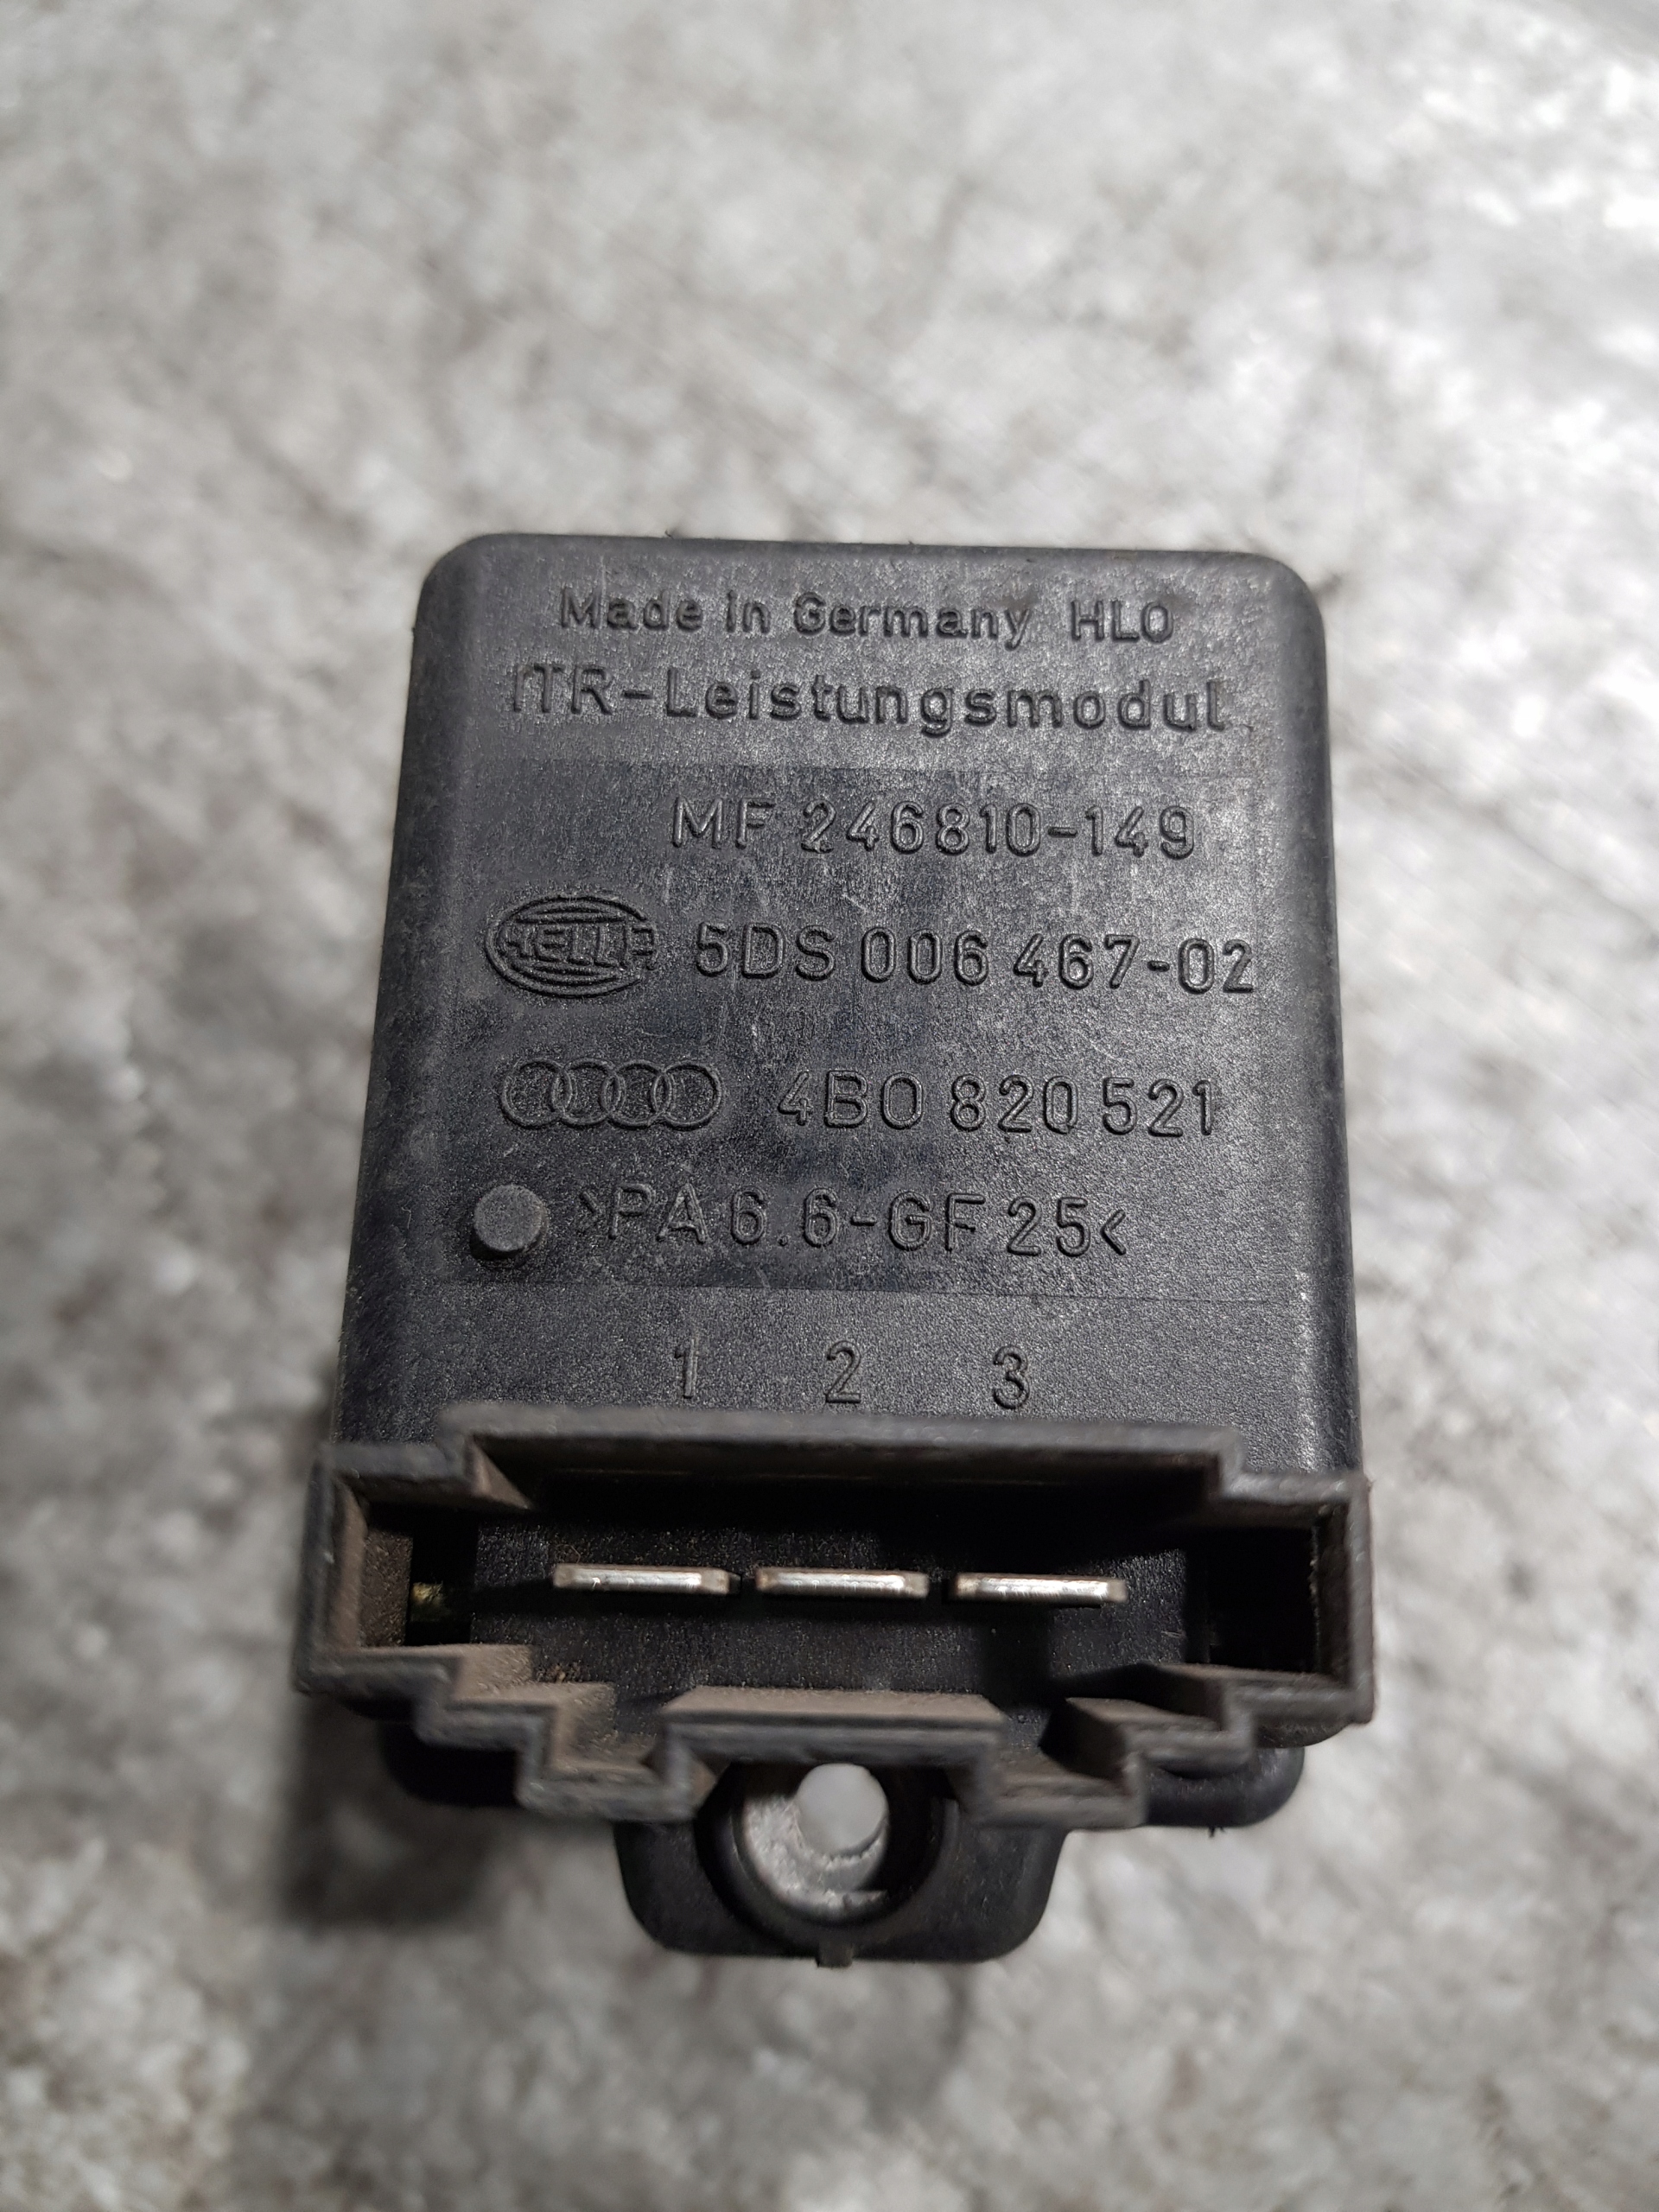 Made in Germany HLO
ITR-Leistungsmodul
MF 246810-149
HELLA 5DS 006 467-02
4B0 820 521
>PA 6.6-GF 25<
1 2 3